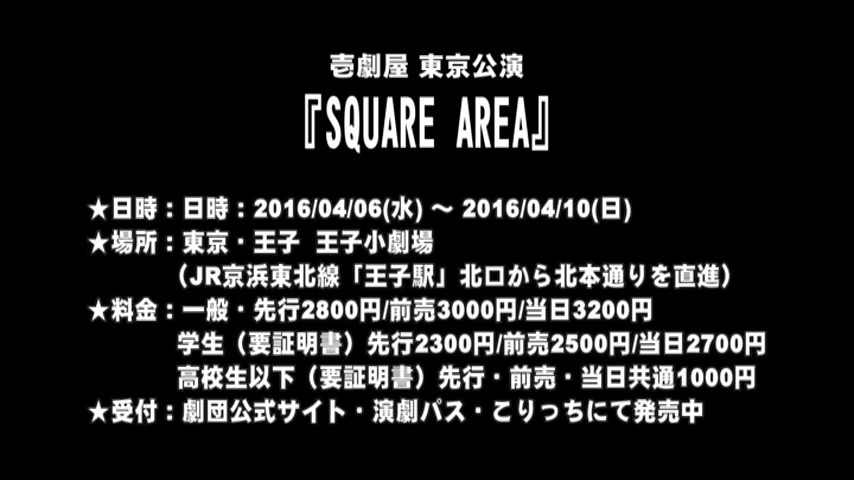 壱劇屋 東京公演
『SQUARE AREA』
★日時：日時：2016/04/06(水) ～ 2016/04/10(日)
★場所：東京・王子 王子小劇場
（JR京浜東北線「王子駅」北口から北本通りを直進）
★料金：一般・先行2800円/前売3000円/当日3200円
学生（要証明書）先行2300円/前売2500円/当日2700円
高校生以下（要証明書）先行・前売・当日共通1000円
★受付：劇団公式サイト・演劇パス・こりっちにて発売中